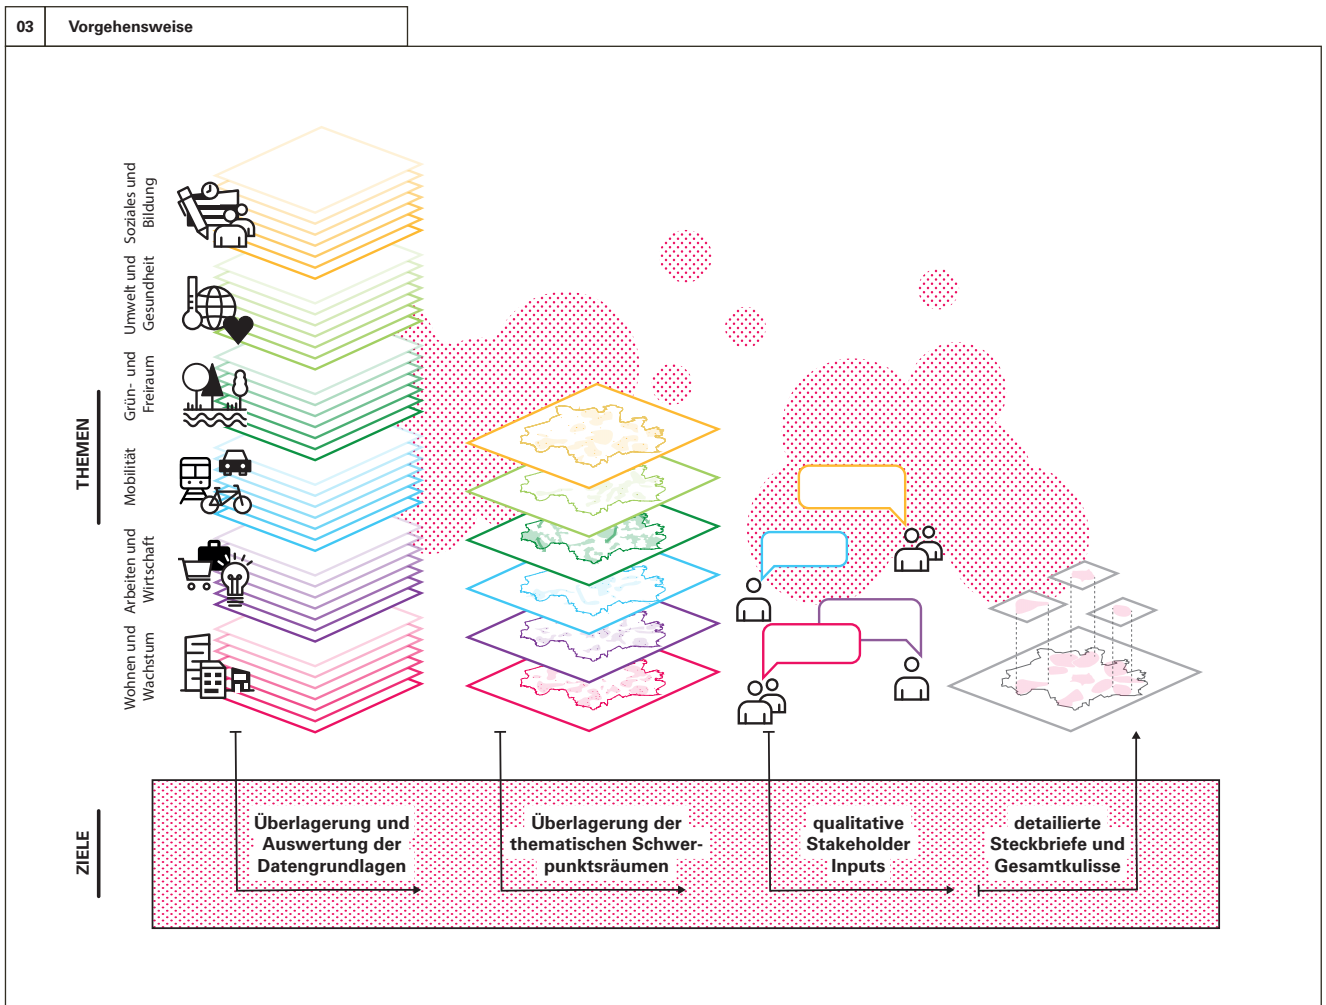 03
Vorgehensweise
THEMEN
Soziales und
Bildung
Umwelt und
Gesundheit
Grün- und
Freiraum
Mobilität
Arbeiten und
Wirtschaft
Wohnen und
Wachstum
ZIELE
Überlagerung und
Auswertung der
Datengrundlagen
Überlagerung der
thematischen Schwer-
punktsräumen
qualitative
Stakeholder
Inputs
detailierte
Steckbriefe und
Gesamtkulisse